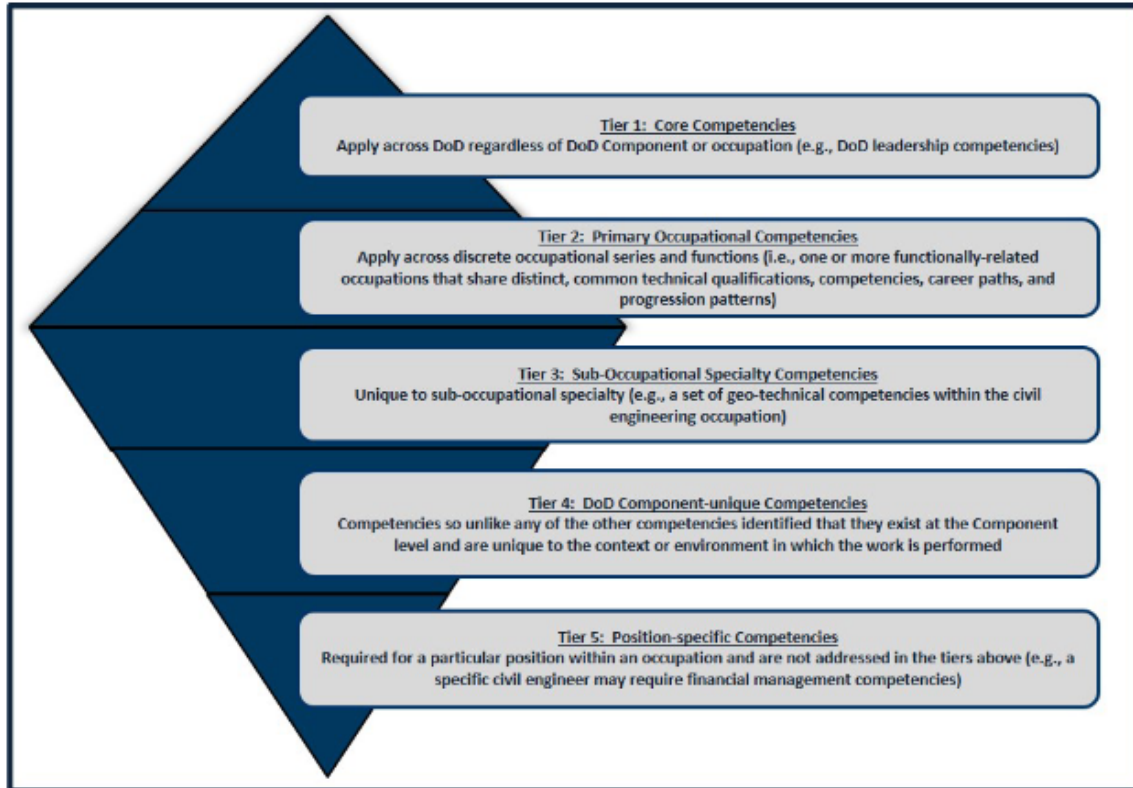 Tier 1:  Core Competencies
Apply across DoD regardless of DoD Component or occupation (e.g., DoD leadership competencies)
Tier 2:  Primary Occupational Competencies
Apply across discrete occupational series and functions (i.e., one or more functionally-related
occupations that share distinct, common technical qualifications, competencies, career paths, and
progression patterns)
Tier 3:  Sub-Occupational Specialty Competencies
Unique to sub-occupational specialty (e.g., a set of geo-technical competencies within the civil
engineering occupation)
Tier 4:  DoD Component-unique Competencies
Competencies so unlike any of the other competencies identified that they exist at the Component
level and are unique to the context or environment in which the work is performed
Tier 5:  Position-specific Competencies
Required for a particular position within an occupation and are not addressed in the tiers above (e.g., a
specific civil engineer may require financial management competencies)